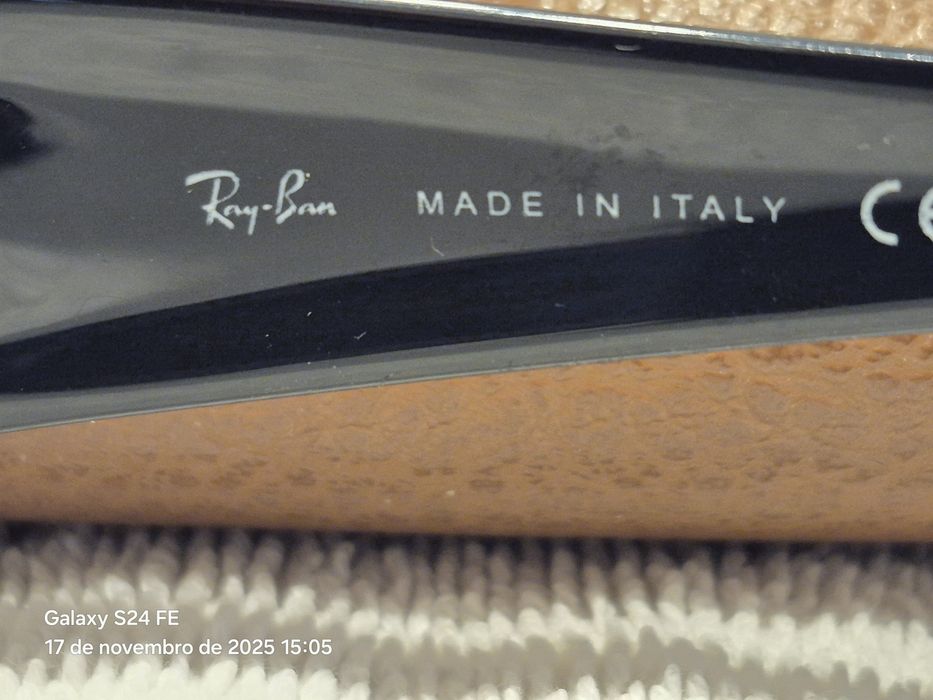 Ray-Ban MADE IN ITALY CE
Galaxy S24 FE
17 de novembro de 2025 15:05